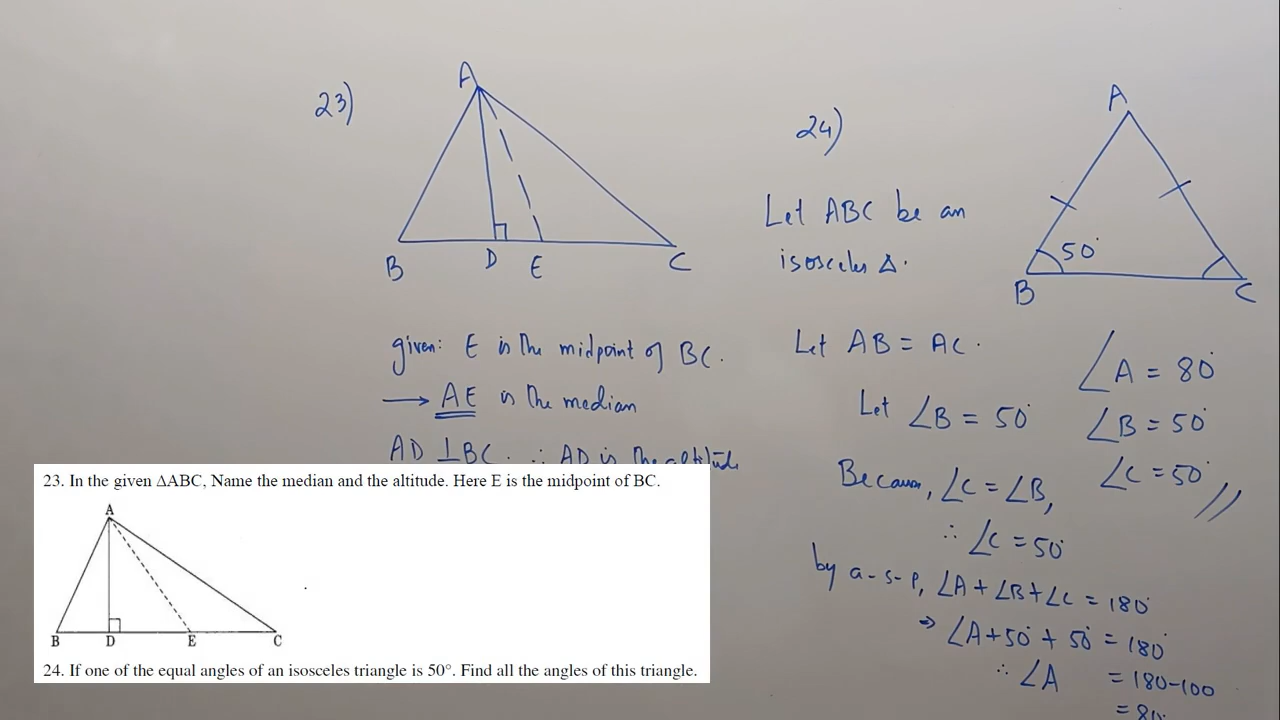 23)
A
B
D
E
C
given: E is the midpoint of BC.
→ AE is the median
AD ⊥ BC. ∴ AD is the altitude
24)
Let ABC be an
isosceles Δ.
A
50°
B
C
Let AB = AC.
Let ∠B = 50°
Because, ∠C = ∠B,
∴ ∠C = 50°
by a-s-p, ∠A + ∠B + ∠C = 180°
⇒ ∠A + 50° + 50° = 180°
∴ ∠A = 180-100
= 80°
∠A = 80°
∠B = 50°
∠C = 50° //
23. In the given ΔABC, Name the median and the altitude. Here E is the midpoint of BC.
A
B
D
E
C
24. If one of the equal angles of an isosceles triangle is 50°. Find all the angles of this triangle.